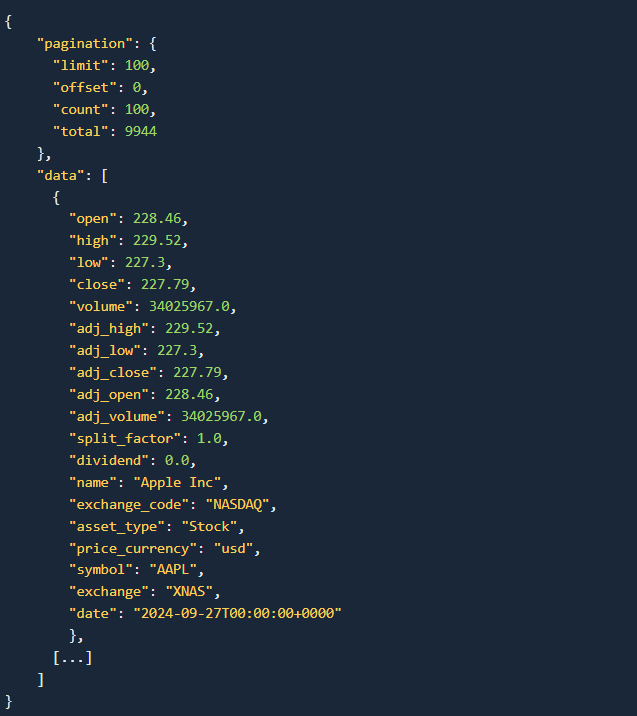 {
"pagination": {
"limit": 100,
"offset": 0,
"count": 100,
"total": 9944
},
"data": [
{
"open": 228.46,
"high": 229.52,
"low": 227.3,
"close": 227.79,
"volume": 34025967.0,
"adj_high": 229.52,
"adj_low": 227.3,
"adj_close": 227.79,
"adj_open": 228.46,
"adj_volume": 34025967.0,
"split_factor": 1.0,
"dividend": 0.0,
"name": "Apple Inc",
"exchange_code": "NASDAQ",
"asset_type": "Stock",
"price_currency": "usd",
"symbol": "AAPL",
"exchange": "XNAS",
"date": "2024-09-27T00:00:00+0000"
},
[...]
]
}